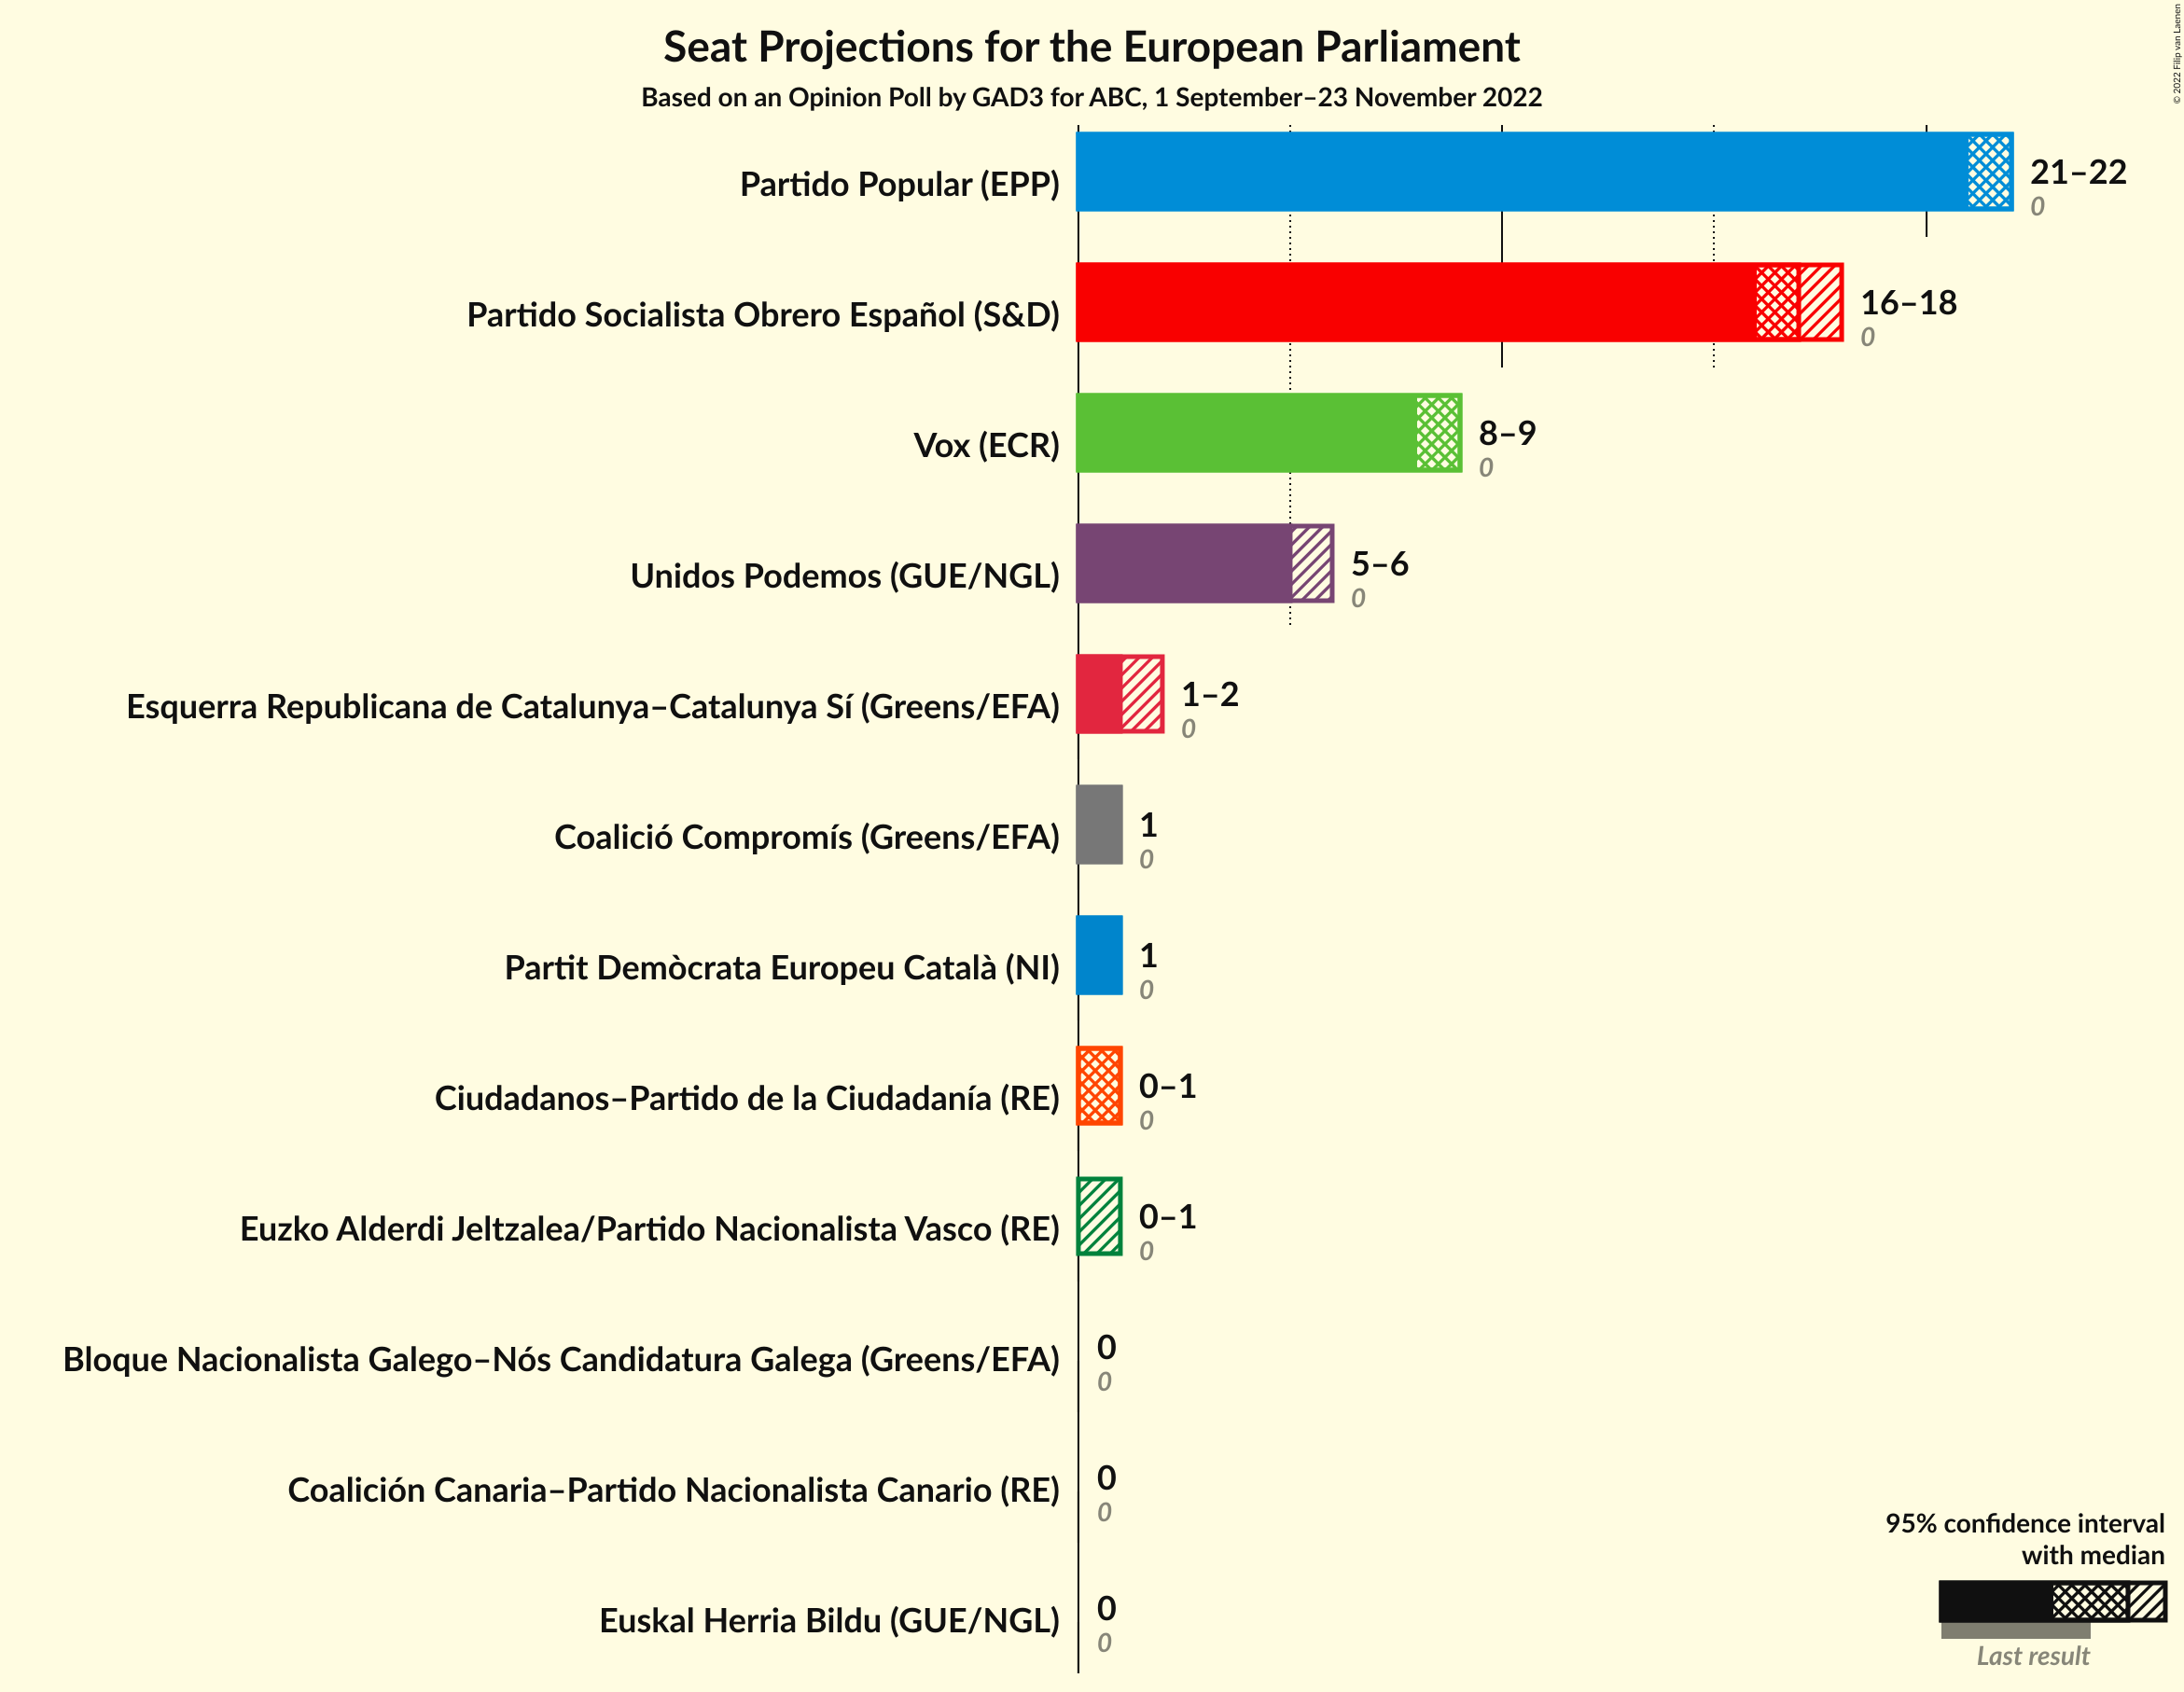 Seat Projections for the European Parliament
Based on an Opinion Poll by GAD3 for ABC, 1 September–23 November 2022
© 2022 Filip van Laenen
Partido Popular (EPP)
21–22
0
Partido Socialista Obrero Español (S&D)
16–18
0
Vox (ECR)
8–9
0
Unidos Podemos (GUE/NGL)
5–6
0
Esquerra Republicana de Catalunya–Catalunya Sí (Greens/EFA)
1–2
0
Coalició Compromís (Greens/EFA)
1
0
Partit Demòcrata Europeu Català (NI)
1
0
Ciudadanos–Partido de la Ciudadanía (RE)
0–1
0
Euzko Alderdi Jeltzalea/Partido Nacionalista Vasco (RE)
0–1
0
Bloque Nacionalista Galego–Nós Candidatura Galega (Greens/EFA)
0
0
Coalición Canaria–Partido Nacionalista Canario (RE)
0
0
Euskal Herria Bildu (GUE/NGL)
0
0
95% confidence interval
with median
Last result